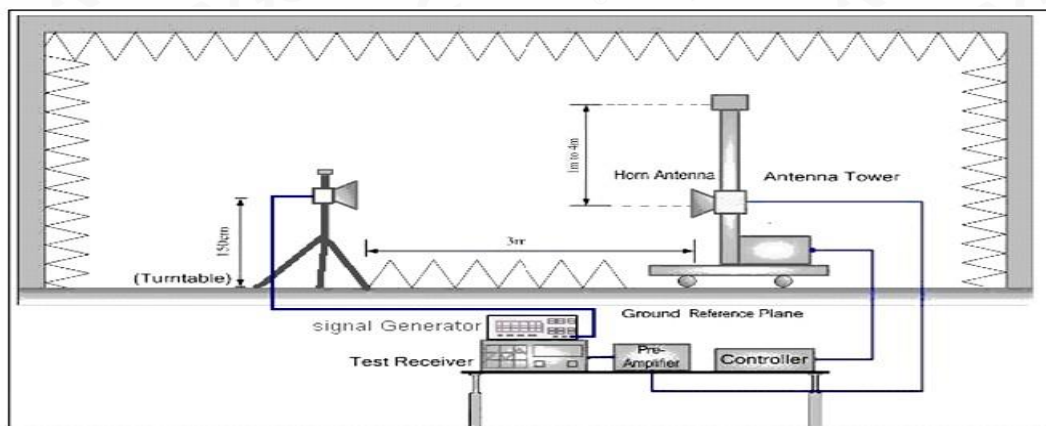 1m to 4m
Horn Antenna
Antenna Tower
150cm
3m
(Turntable)
Ground Reference Plane
signal Generator
Test Receiver
Pre-
Amplifier
Controller